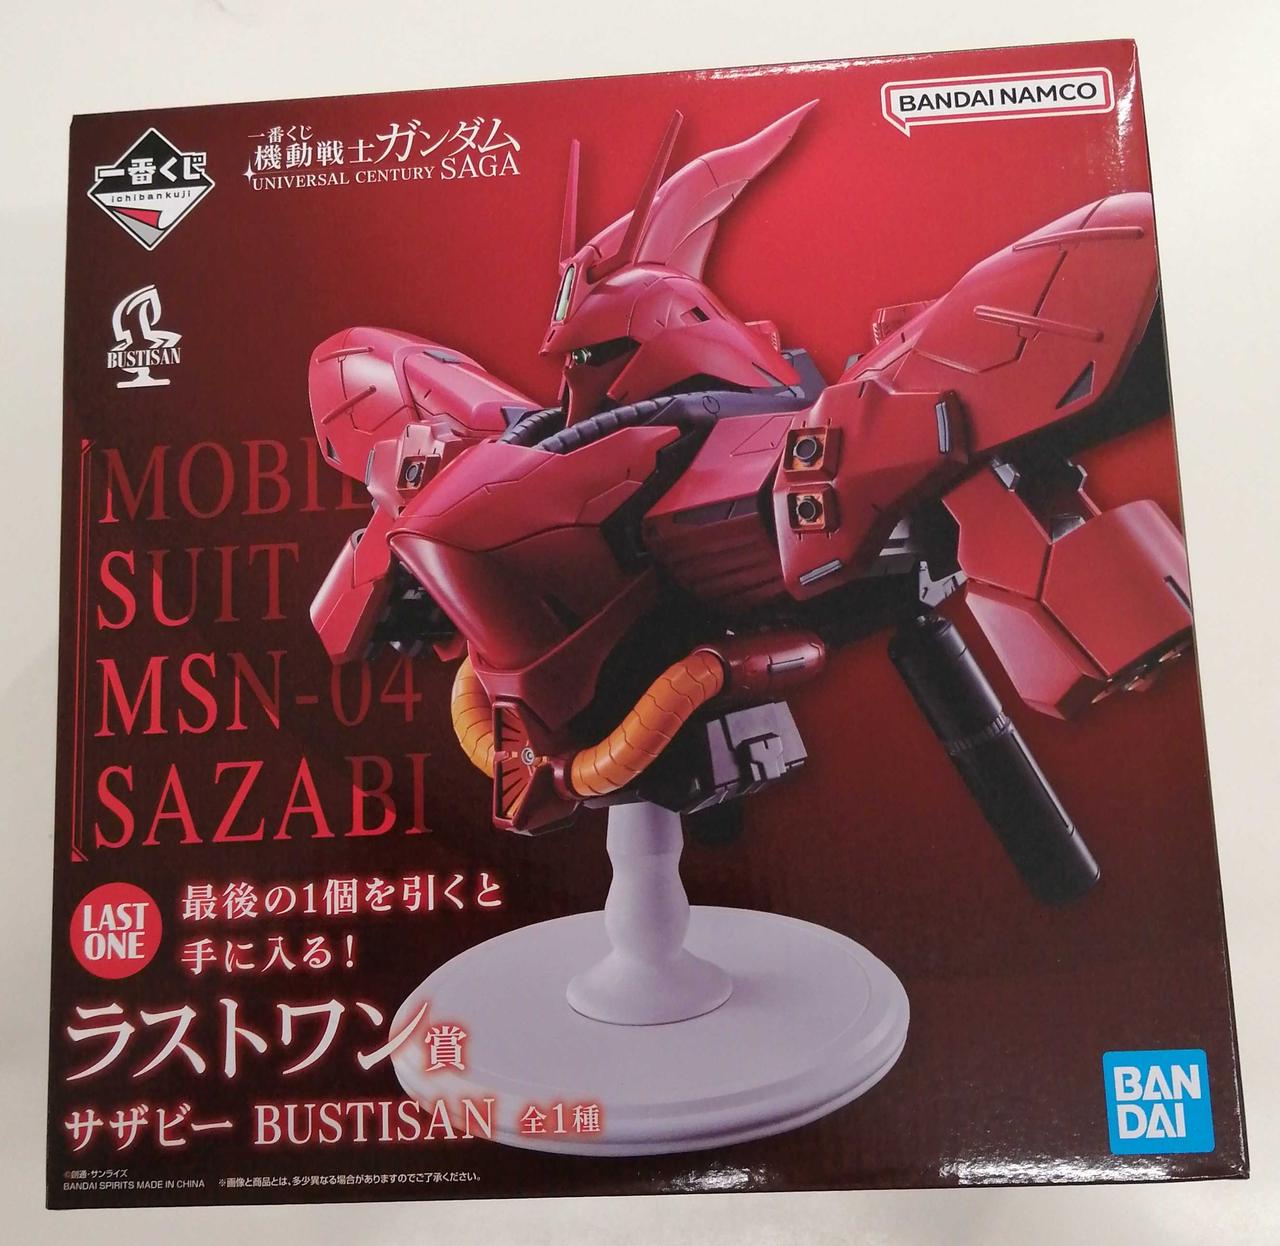 一番くじ
ichibankuji
一番くじ
機動戦士ガンダム
UNIVERSAL CENTURY SAGA
BANDAI NAMCO
BUSTISAN
MOBILE
SUIT
MSN-04
SAZABI
LAST
ONE
最後の1個を引くと
手に入る!
ラストワン賞
サザビー BUSTISAN 全1種
BAN
DAI
©創通・サンライズ
BANDAI SPIRITS MADE IN CHINA ※画像と商品とは、多少異なる場合がありますのでご了承ください。